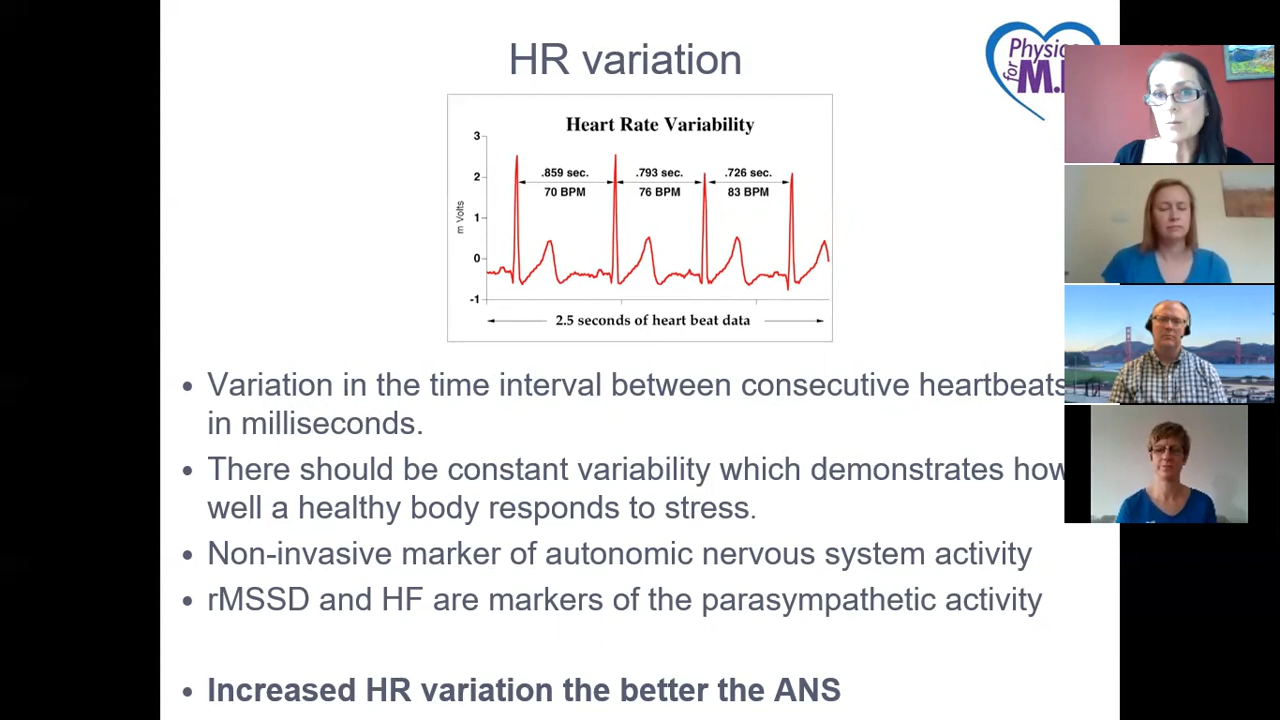 HR variation
Physios
for
M.E
Heart Rate Variability
3
2
1
0
-1
m Volts
.859 sec.
70 BPM
.793 sec.
76 BPM
.726 sec.
83 BPM
2.5 seconds of heart beat data
• Variation in the time interval between consecutive heartbeats
in milliseconds.
• There should be constant variability which demonstrates how
well a healthy body responds to stress.
• Non-invasive marker of autonomic nervous system activity
• rMSSD and HF are markers of the parasympathetic activity
• Increased HR variation the better the ANS